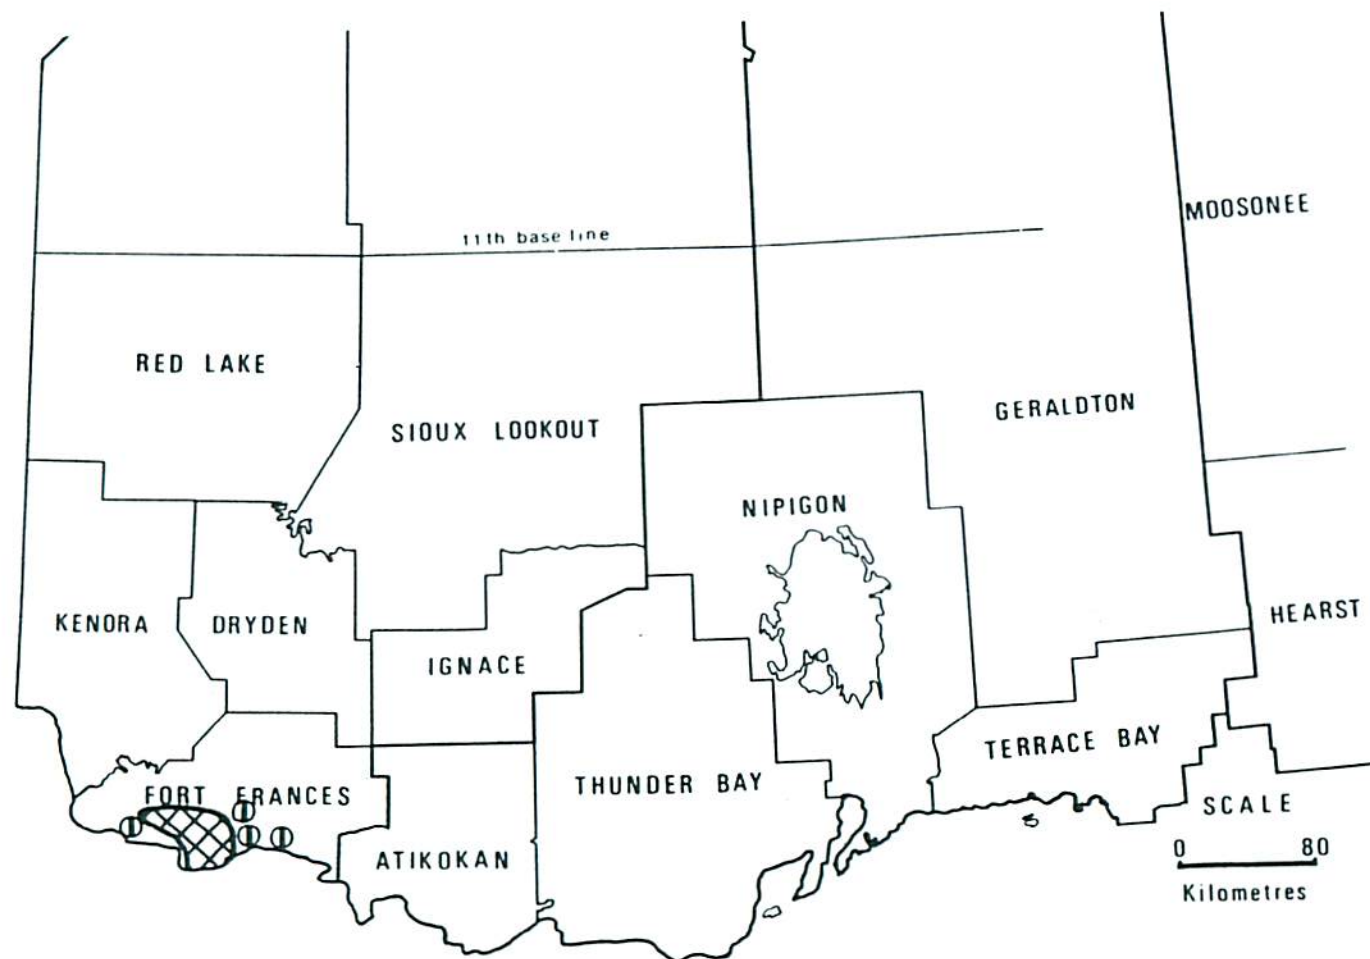 MOOSONEE
11th base line
RED LAKE
SIOUX LOOKOUT
GERALDTON
NIPIGON
KENORA
DRYDEN
IGNACE
HEARST
TERRACE BAY
THUNDER BAY
FORT FRANCES
ATIKOKAN
SCALE
0 80
Kilometres